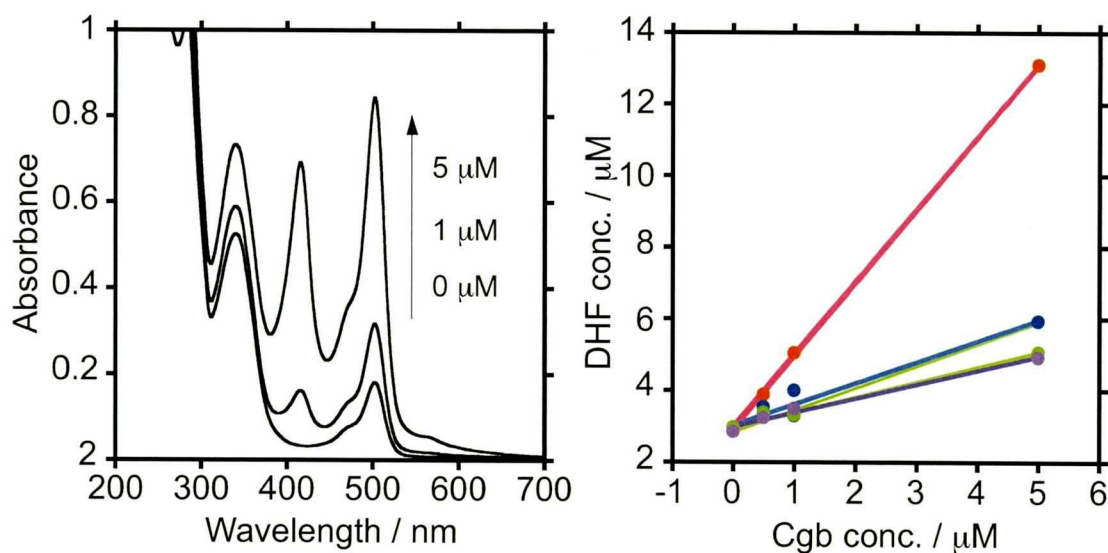 1
0.8
0.6
0.4
0.2
2
200 300 400 500 600 700
Wavelength / nm
Absorbance
5 μM
1 μM
0 μM
14
12
10
8
6
4
2
-1 0 1 2 3 4 5 6
Cgb conc. / μM
DHF conc. / μM